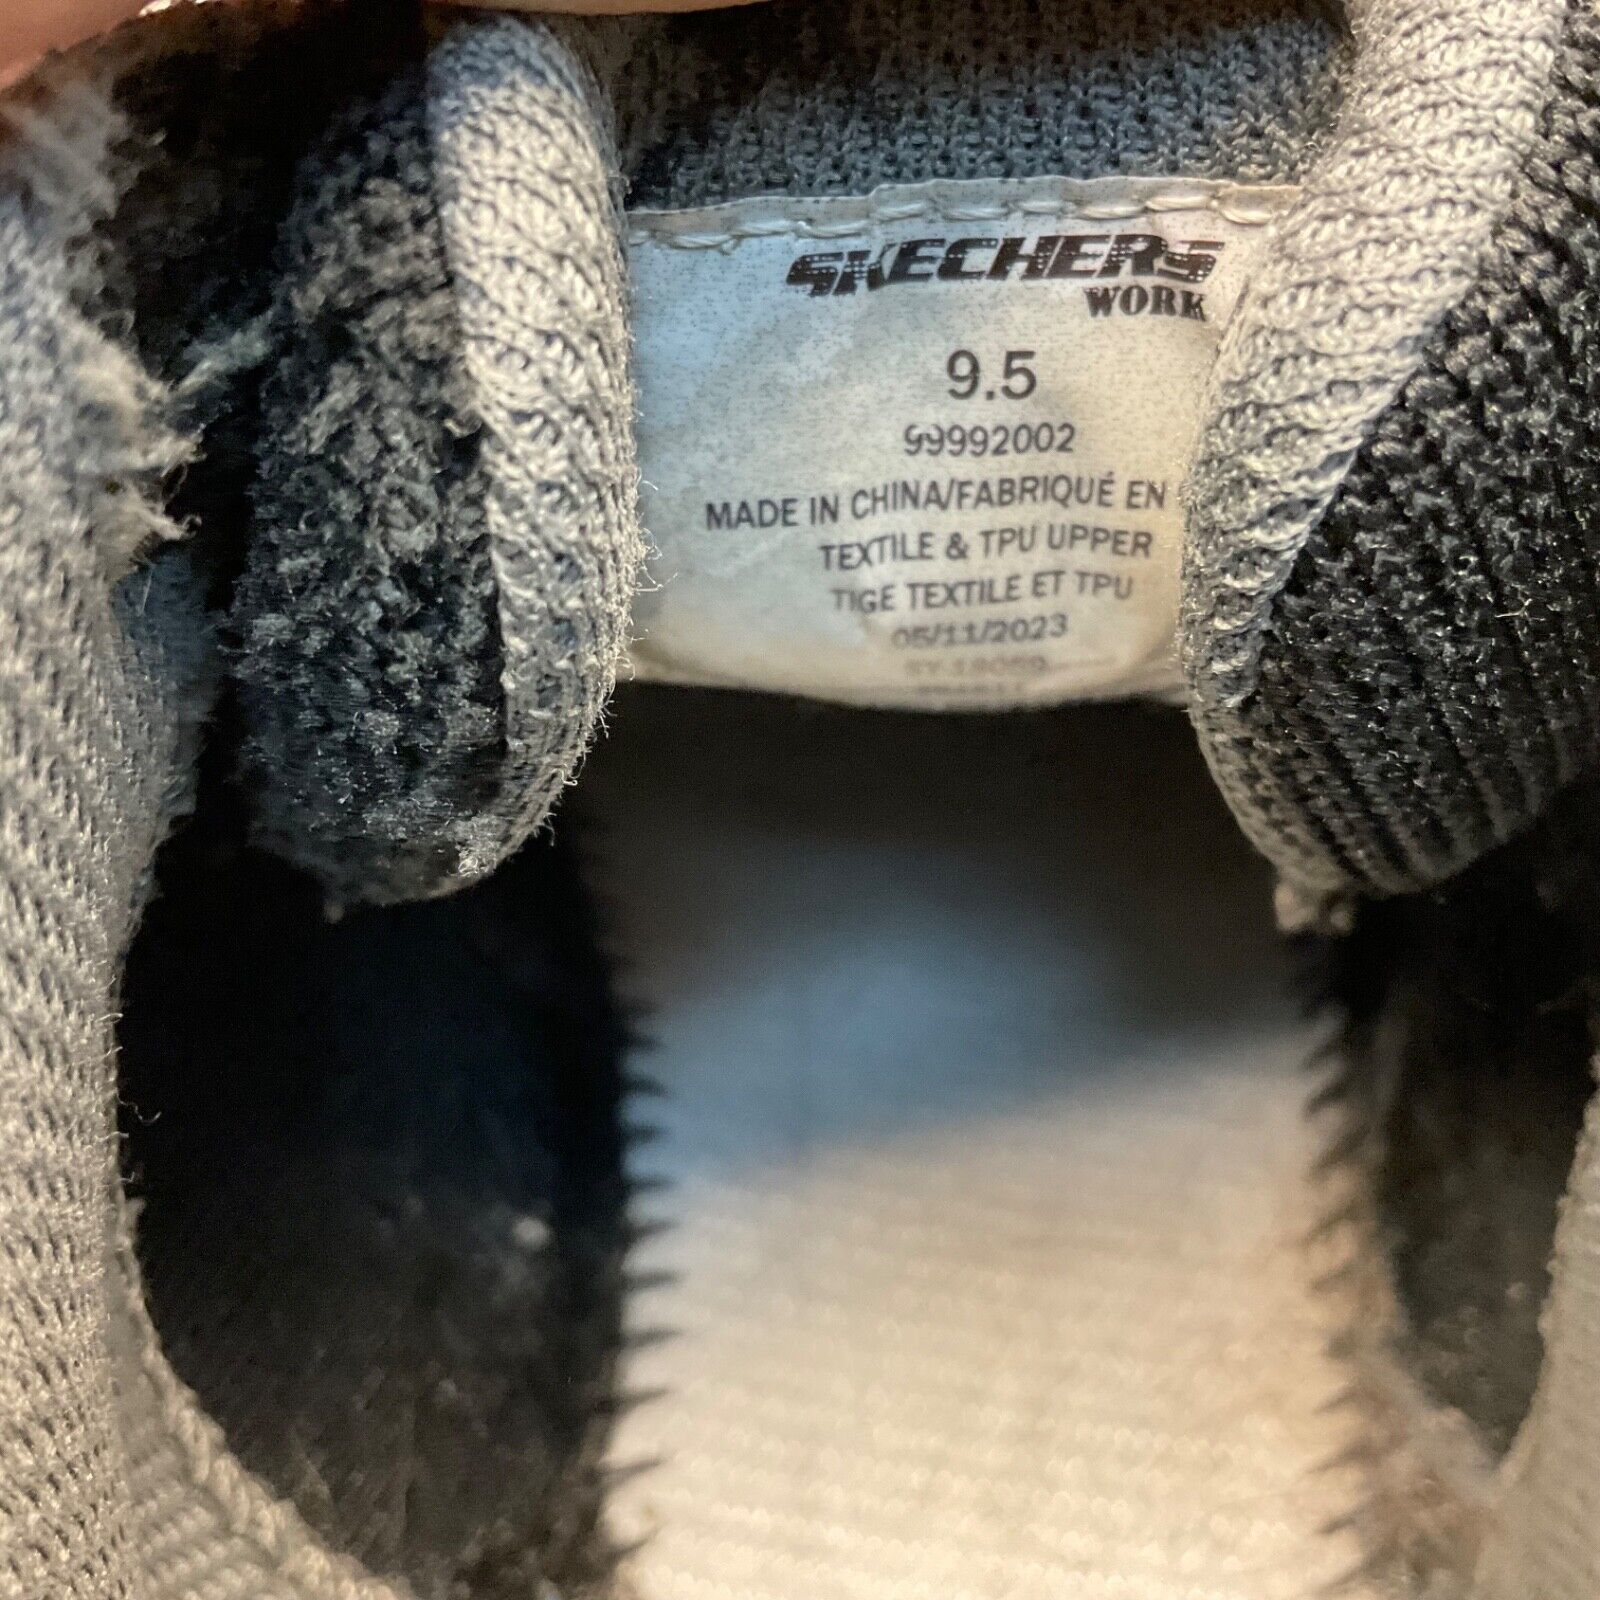 SKECHERS
WORK
9.5
99992002
MADE IN CHINA/FABRIQUÉ EN
TEXTILE & TPU UPPER
TIGE TEXTILE ET TPU
05/11/2023